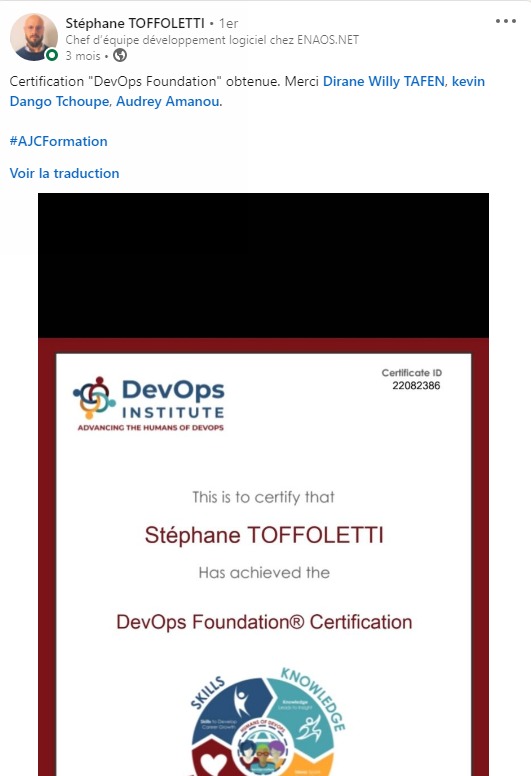 Stéphane TOFFOLETTI • 1er
Chef d'équipe développement logiciel chez ENAOS.NET
3 mois •
Certification "DevOps Foundation" obtenue. Merci Dirane Willy TAFEN, kevin
Dango Tchoupe, Audrey Amanou.
#AJCFormation
Voir la traduction
Certificate ID
22082386
DevOps
INSTITUTE
ADVANCING THE HUMANS OF DEVOPS
This is to certify that
Stéphane TOFFOLETTI
Has achieved the
DevOps Foundation® Certification
SKILLS
KNOWLEDGE
Skills to Develop
Career Growth
Knowledge
Leads to Insight
HUMANS OF DEVOPS